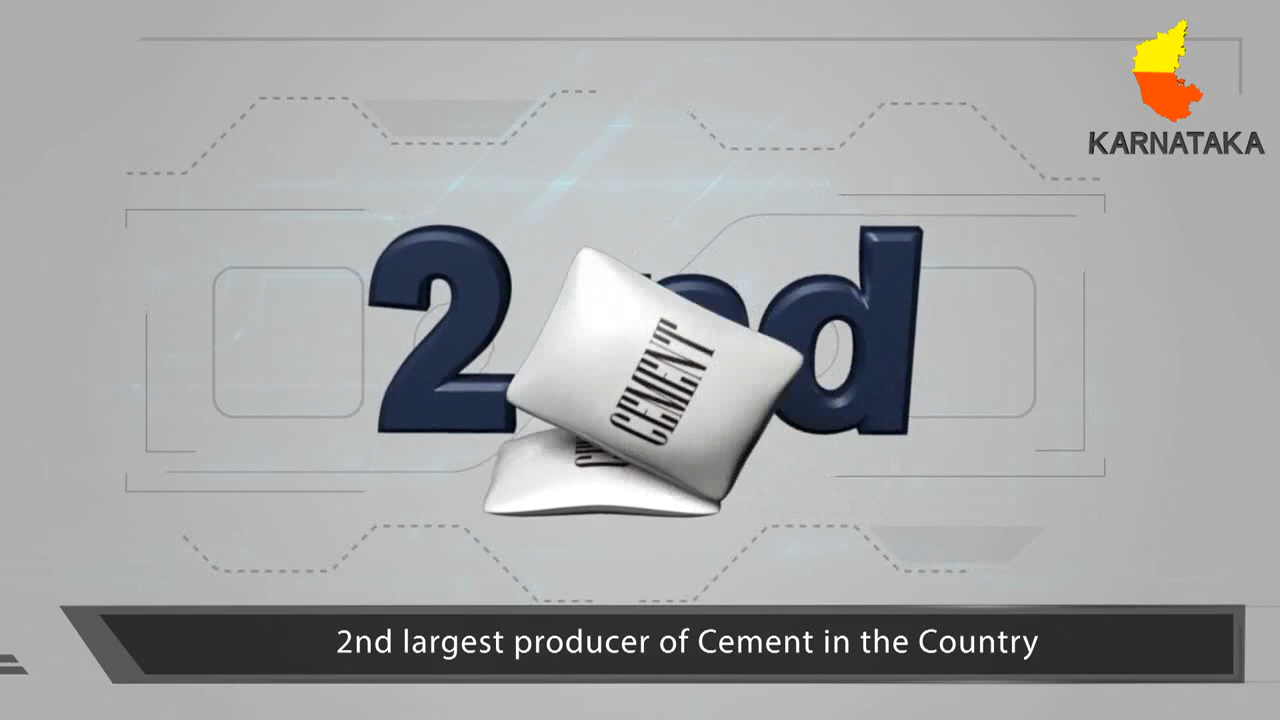 KARNATAKA
2nd
CEMENT
2nd largest producer of Cement in the Country